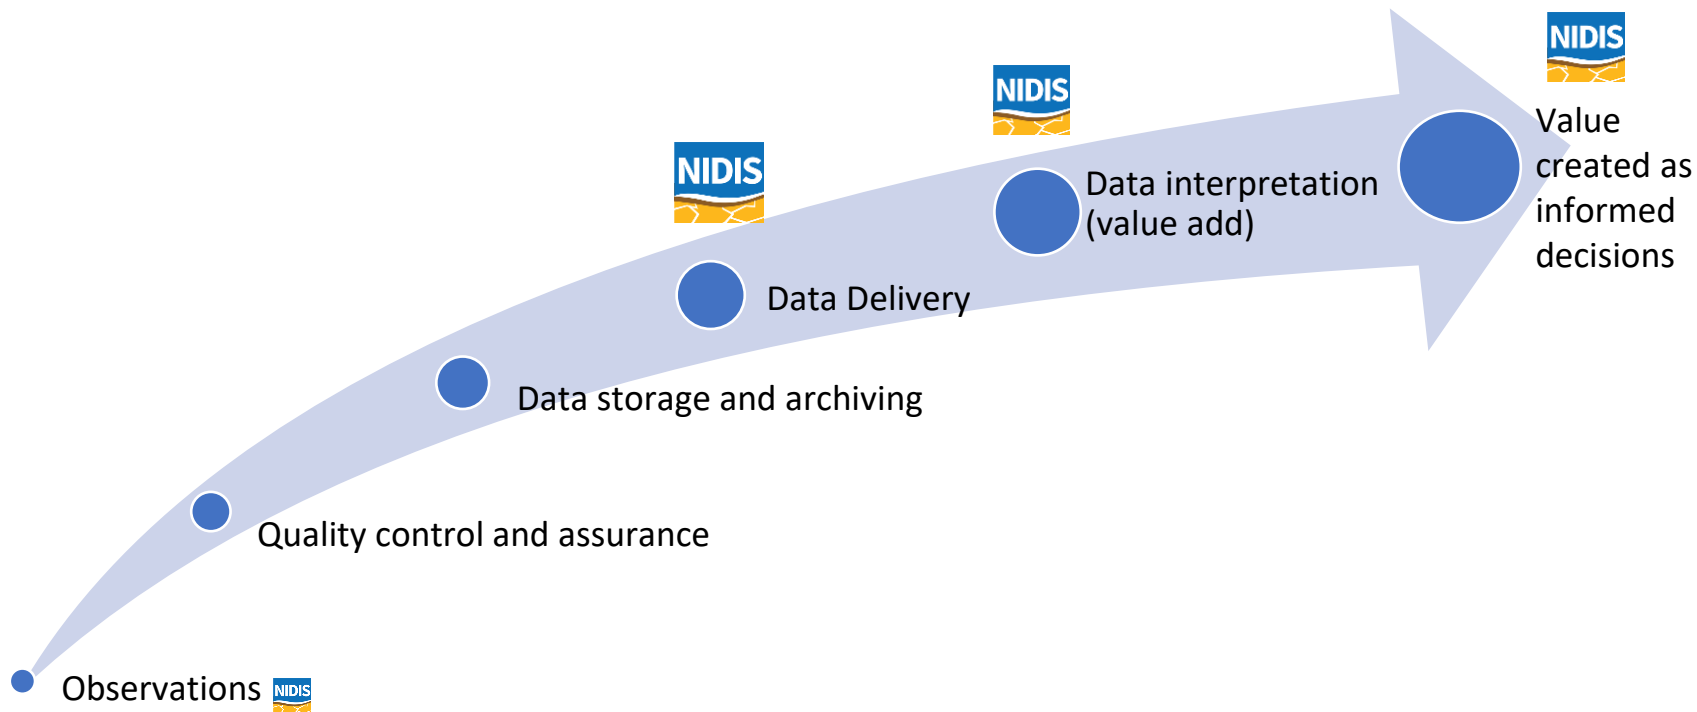 NIDIS
Value
created as
informed
decisions
NIDIS
Data interpretation
(value add)
NIDIS
Data Delivery
Data storage and archiving
Quality control and assurance
Observations
NIDIS